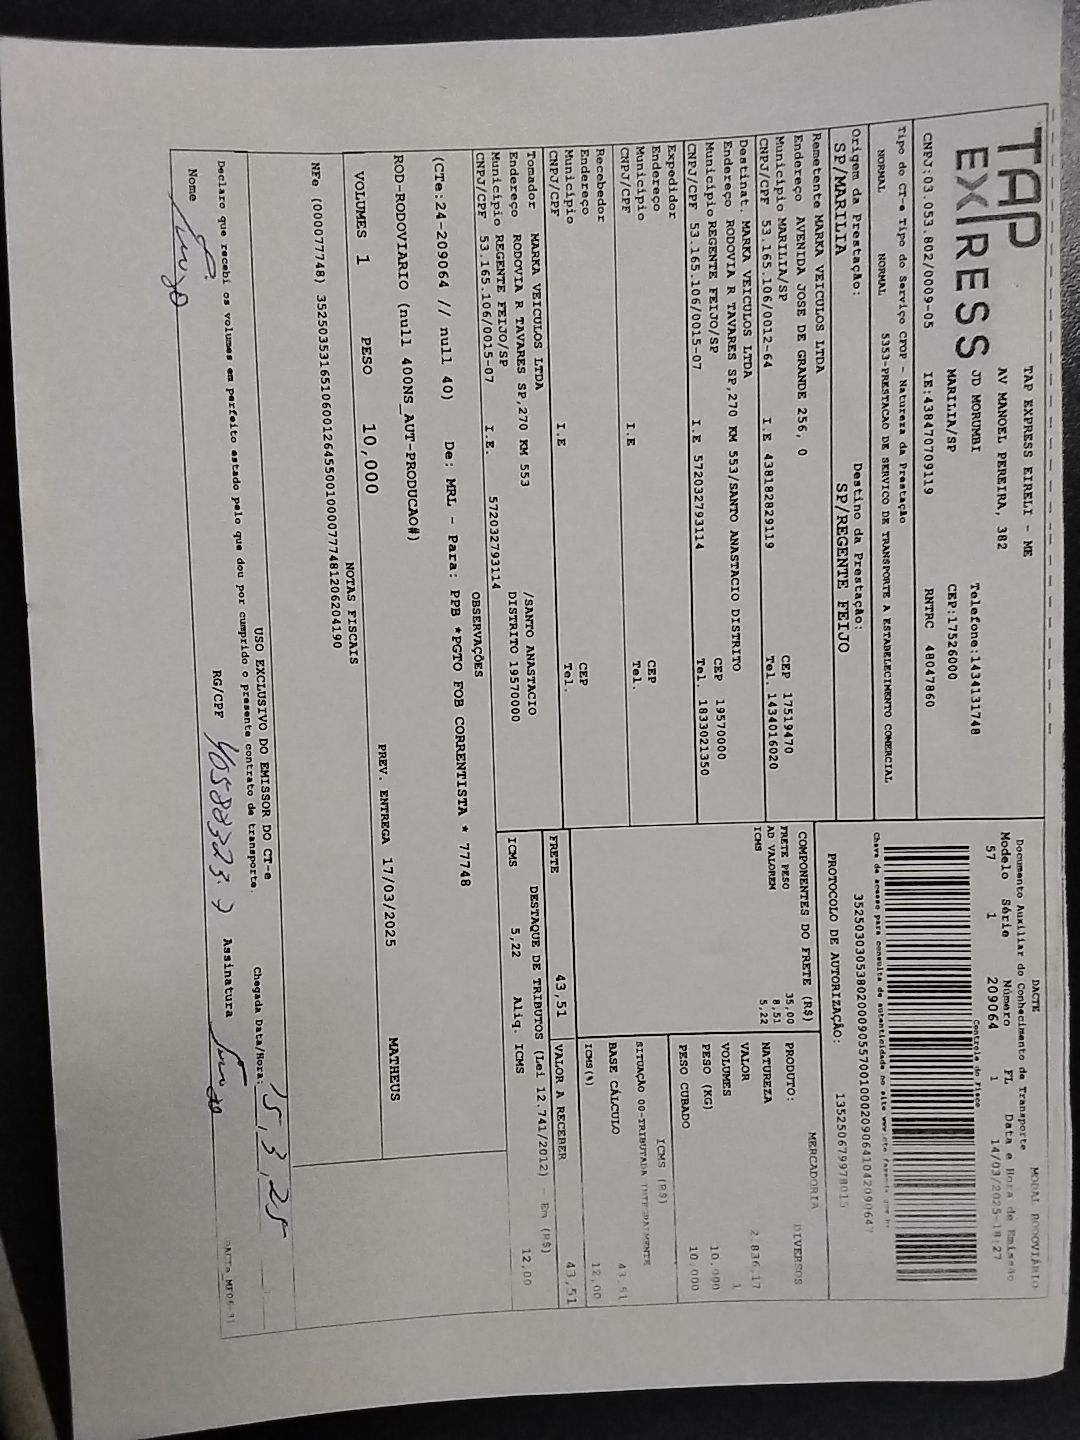 TAP EXPRESS
TAP EXPRESS EIRELI - ME
AV MANOEL PEREIRA, 382
JD MORUMBI Telefone:1434131748
MARILIA/SP CEP:17526000
CNPJ:03.053.802/0009-05 IE:438470709119 RNTRC 48047860
Tipo do CT-e Tipo do Serviço CFOP - Natureza da Prestação
NORMAL NORMAL 5353-PRESTACAO DE SERVICO DE TRANSPORTE A ESTABELECIMENTO COMERCIAL
Origem da Prestação: Destino da Prestação:
SP/MARILIA SP/REGENTE FEIJO
DACTE MODAL RODOVIÁRIO
Documento Auxiliar do Conhecimento de Transporte
Modelo Série Número FL Data e Hora de Emissão
57 1 209064 1 14/03/2025-18:27
Controle do Fisco
Chave de acesso para consulta de autenticidade no site www.cte.fazenda.gov.br
PROTOCOLO DE AUTORIZAÇÃO:
Remetente MARKA VEICULOS LTDA
Endereço AVENIDA JOSE DE GRANDE 256, 0 CEP 17519470
Município MARILIA/SP Tel. 1434016020
CNPJ/CPF 53.165.106/0012-64 I.E 438182829119
Destinat. MARKA VEICULOS LTDA
Endereço RODOVIA R TAVARES SP,270 KM 553/SANTO ANASTACIO DISTRITO
Município REGENTE FEIJO/SP CEP 19570000
CNPJ/CPF 53.165.106/0015-07 I.E 572032793114 Tel. 1833021350
Expedidor
Endereço CEP
Município Tel.
CNPJ/CPF I.E
Recebedor
Endereço CEP
Município Tel.
CNPJ/CPF I.E
Tomador MARKA VEICULOS LTDA
Endereço RODOVIA R TAVARES SP,270 KM 553 /SANTO ANASTACIO
Município REGENTE FEIJO/SP DISTRITO 19570000
CNPJ/CPF 53.165.106/0015-07 I.E. 572032793114
COMPONENTES DO FRETE (R$)
FRETE PESO 35,00
AD VALOREM 8,51
ICMS 5,22
MERCADORIA
PRODUTO: DIVERSOS
NATUREZA
VALOR 2.836,17
VOLUMES 1
PESO (KG) 10,000
PESO CUBADO 10,000
ICMS (R$)
SITUAÇÃO 00-TRIBUTADA INTEGRALMENTE
BASE CÁLCULO 43,51
ICMS(%) 12,00
FRETE 43,51 VALOR A RECEBER 43,51
DESTAQUE DE TRIBUTOS (Lei 12.741/2012) - Em (R$)
ICMS 5,22 Aliq. ICMS 12,00
OBSERVAÇÕES
(CTe:24-209064 // null 40) De: MRL - Para: PPB *PGTO FOB CORRENTISTA * 77748
ROD-RODOVIARIO (null 400NS_AUT-PRODUCAO#)
VOLUMES 1 PESO 10,000 PREV. ENTREGA 17/03/2025 MATHEUS
NOTAS FISCAIS
USO EXCLUSIVO DO EMISSOR DO CT-e
Declaro que recebi os volumes em perfeito estado pelo que dou por cumprido o presente contrato de transporte.
Chegada Data/Hora: 15,3,25
Nome RG/CPF Assinatura